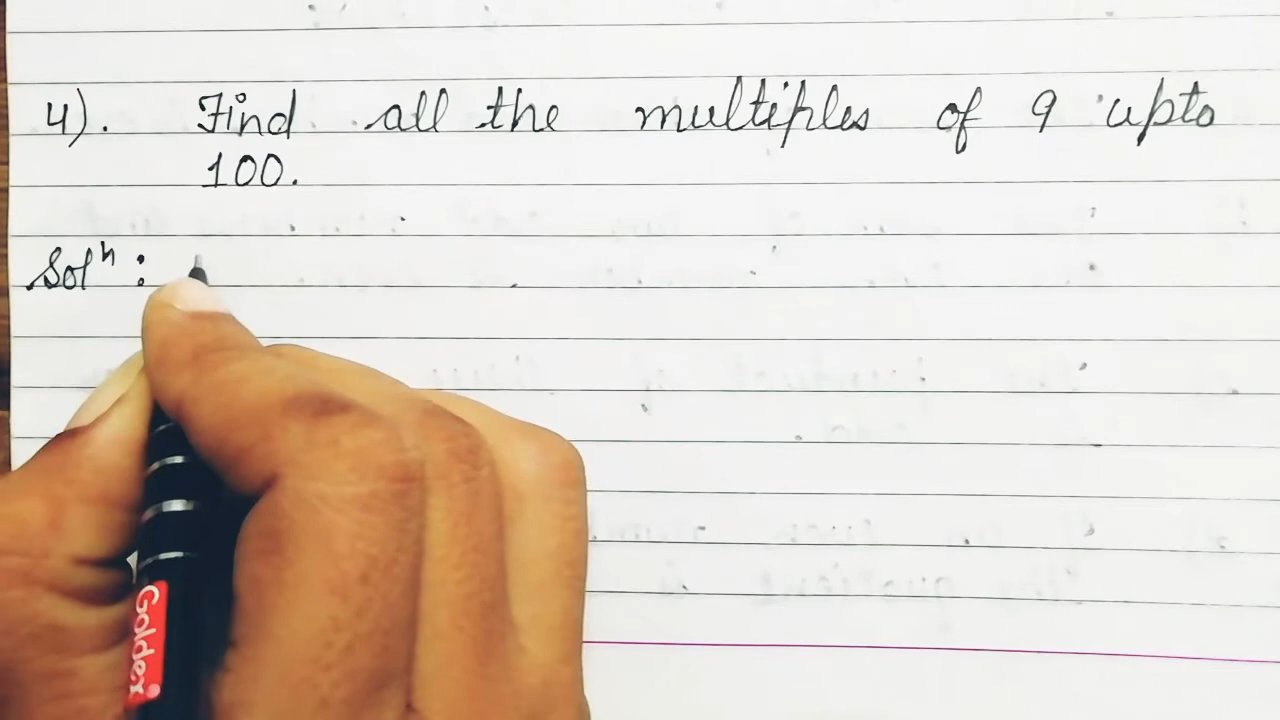 4). Find all the multiples of 9 upto
100.
Solⁿ :
Goldex